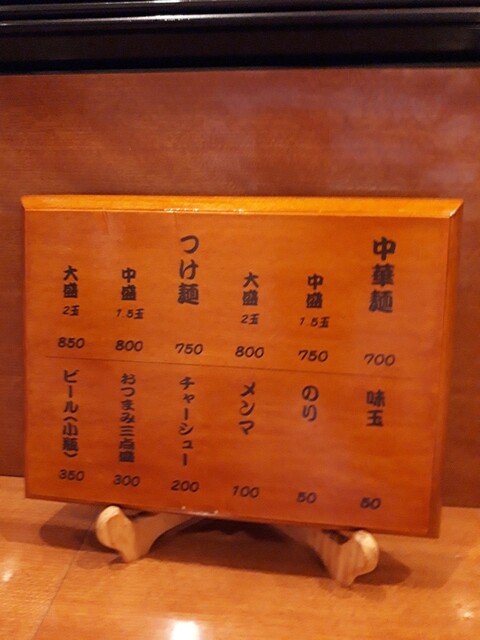 中華麺 700
中盛 1.5玉 750
大盛 2玉 800
つけ麺 750
中盛 1.5玉 800
大盛 2玉 850
味玉 50
のり 50
メンマ 100
チャーシュー 200
おつまみ三点盛 300
ビール(小瓶) 350